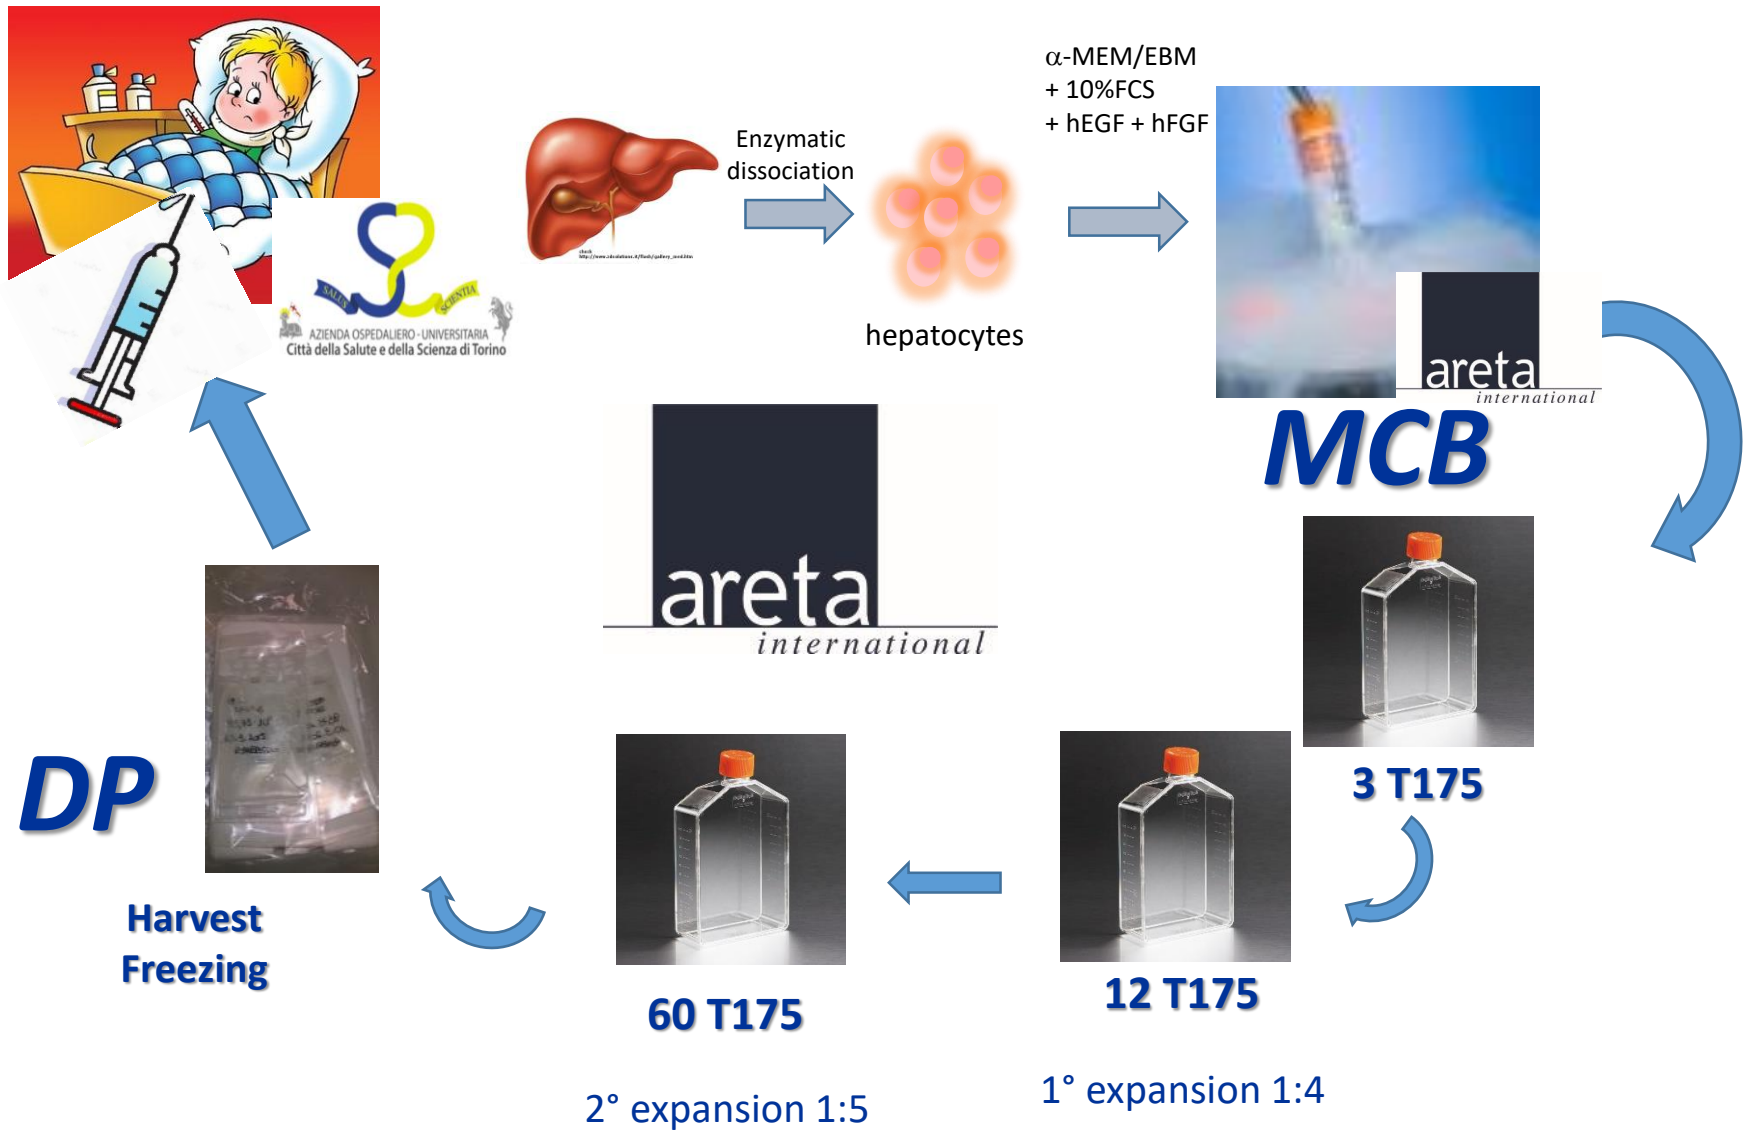 α-MEM/EBM
+ 10%FCS
+ hEGF + hFGF
Enzymatic
dissociation
hepatocytes
SALUS SCIENTIA
AZIENDA OSPEDALIERO - UNIVERSITARIA
Città della Salute e della Scienza di Torino
areta
international
MCB
areta
international
3 T175
12 T175
1° expansion 1:4
60 T175
2° expansion 1:5
DP
Harvest
Freezing